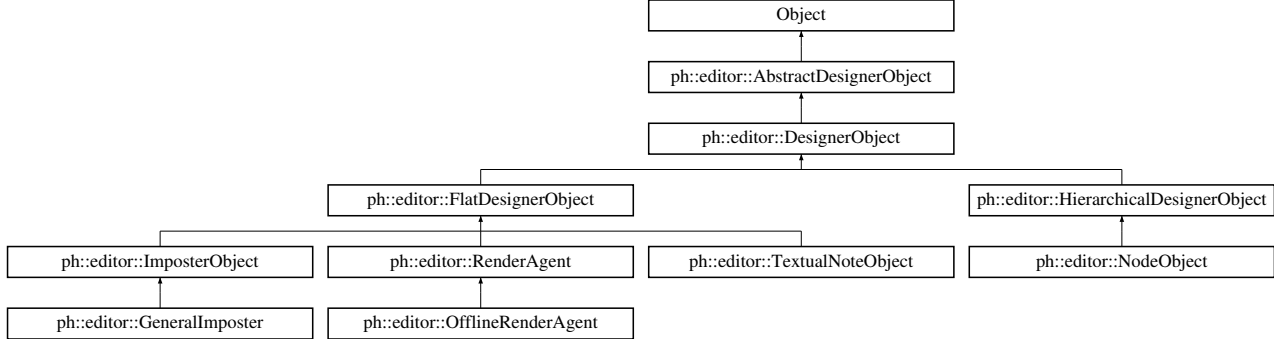 Object
ph::editor::AbstractDesignerObject
ph::editor::DesignerObject
ph::editor::FlatDesignerObject
ph::editor::HierarchicalDesignerObject
ph::editor::ImposterObject
ph::editor::RenderAgent
ph::editor::TextualNoteObject
ph::editor::NodeObject
ph::editor::GeneralImposter
ph::editor::OfflineRenderAgent